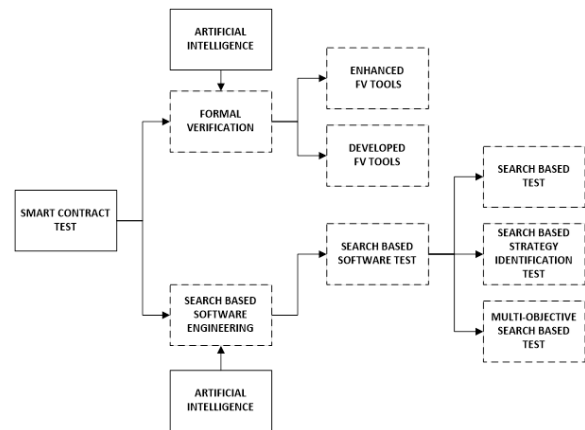 ARTIFICIAL
INTELLIGENCE
FORMAL
VERIFICATION
ENHANCED
FV TOOLS
DEVELOPED
FV TOOLS
SMART CONTRACT
TEST
SEARCH BASED
SOFTWARE
ENGINEERING
SEARCH BASED
SOFTWARE TEST
SEARCH BASED
TEST
SEARCH BASED
STRATEGY
IDENTIFICATION
TEST
MULTI-OBJECTIVE
SEARCH BASED
TEST
ARTIFICIAL
INTELLIGENCE